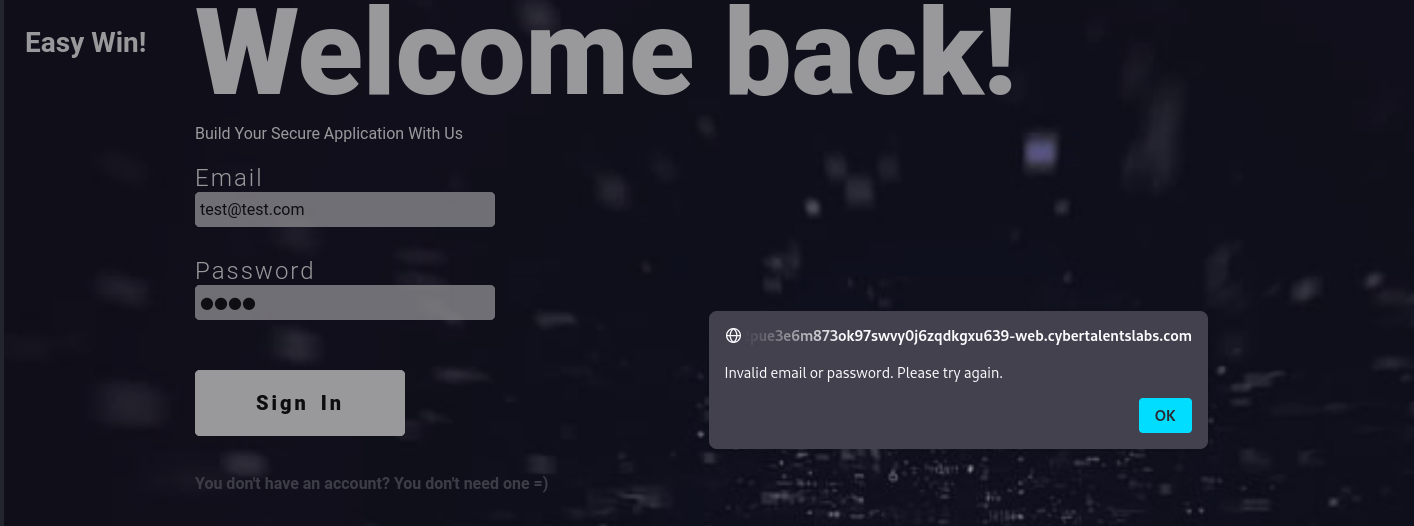 Easy Win!
Welcome back!
Build Your Secure Application With Us
Email
test@test.com
Password
Sign In
You don't have an account? You don't need one =)
pue3e6m873ok97swvy0j6zqdkgxu639-web.cybertalentslabs.com
Invalid email or password. Please try again.
OK